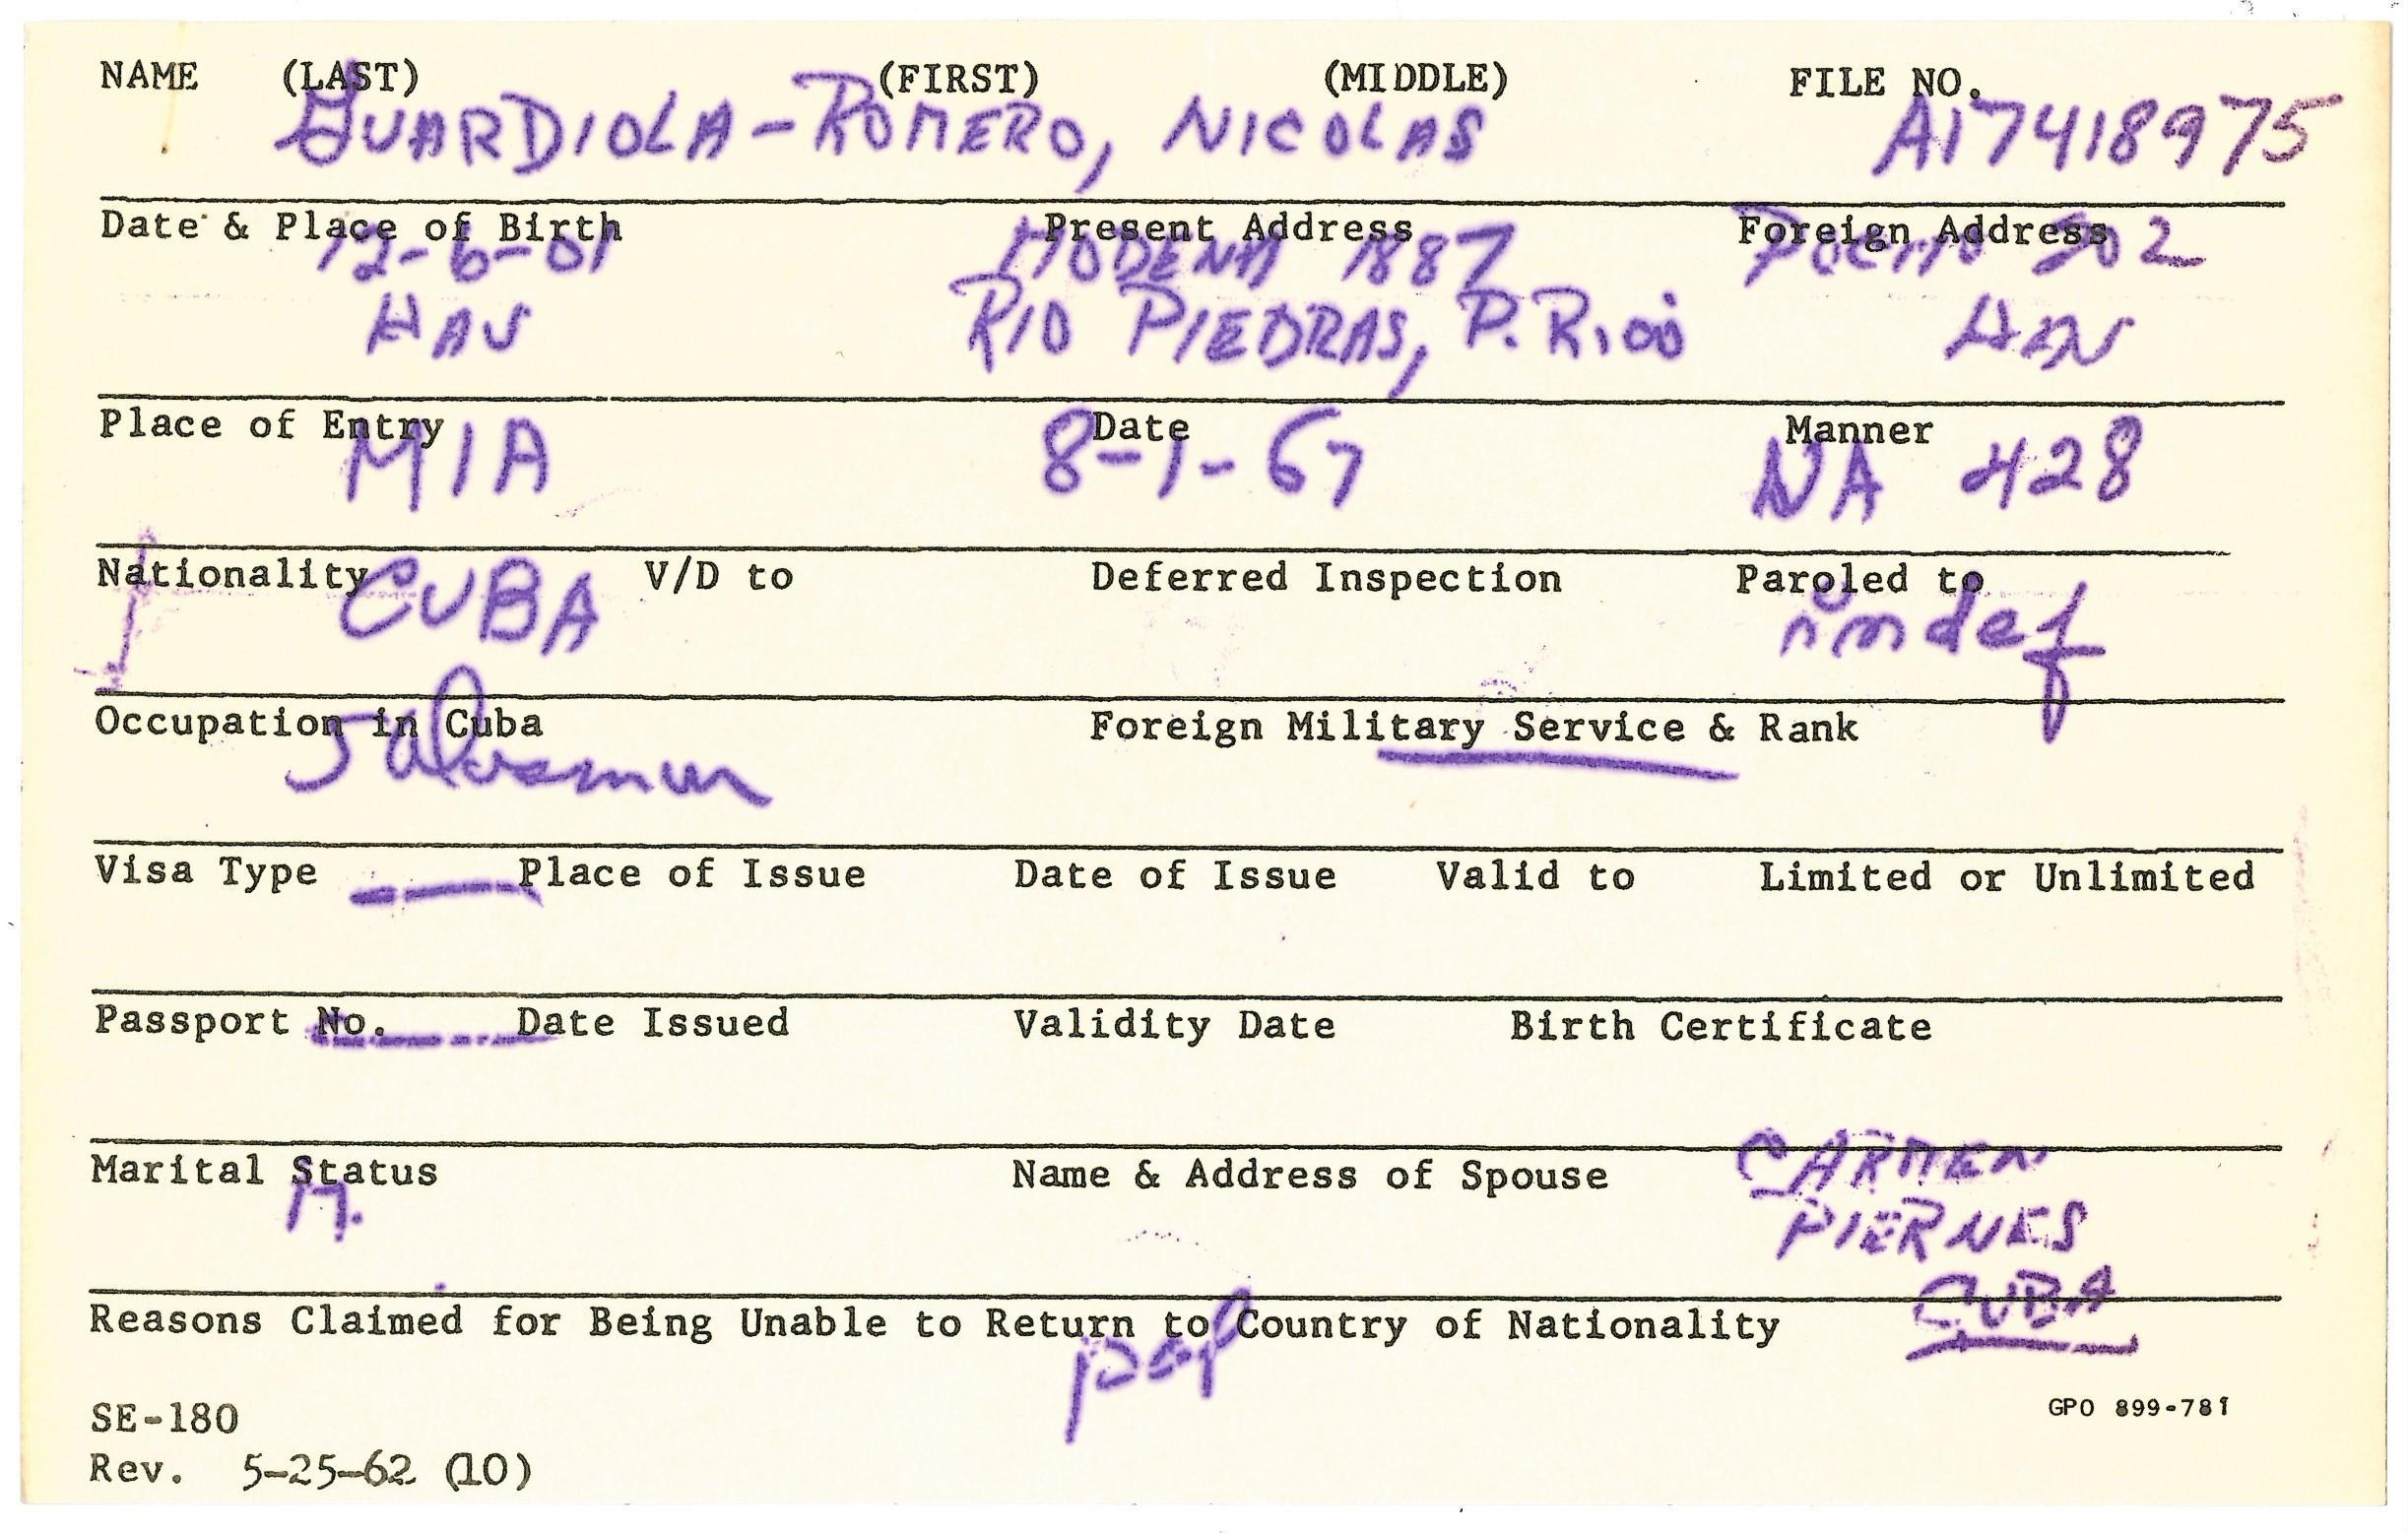 NAME (LAST) (FIRST) (MIDDLE) FILE NO.
GUARDIOLA-ROMERO, NICOLAS A17418975
Date & Place of Birth Present Address Foreign Address
12-6-01 MODENA 1887 202
HAV RIO PIEDRAS, P. RICO HAV
Place of Entry Date Manner
MIA 8-1-67 NA 428
Nationality CUBA V/D to Deferred Inspection Paroled to
indef
Occupation in Cuba Foreign Military Service & Rank
Salesman
Visa Type Place of Issue Date of Issue Valid to Limited or Unlimited
Passport No. Date Issued Validity Date Birth Certificate
Marital Status Name & Address of Spouse CARMEN
M. PIERNES
CUBA
Reasons Claimed for Being Unable to Return to Country of Nationality
pol
SE-180 GPO 899-781
Rev. 5-25-62 (10)